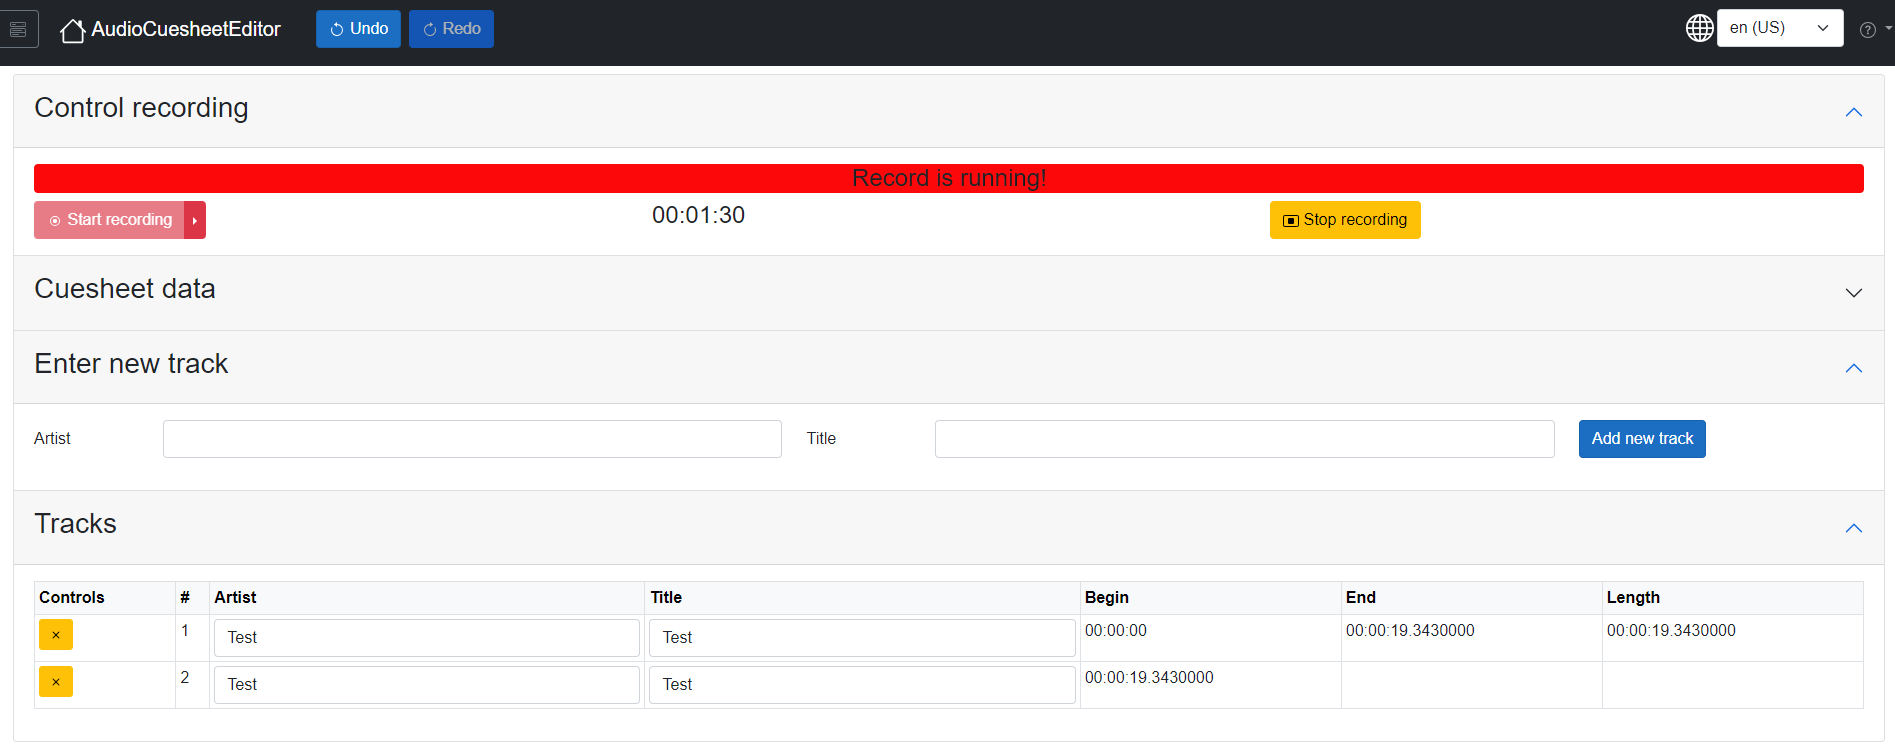 AudioCuesheetEditor Undo Redo en (US)
Control recording
Record is running!
Start recording 00:01:30 Stop recording
Cuesheet data
Enter new track
Artist Title Add new track
Tracks
Controls # Artist Title Begin End Length
1 Test Test 00:00:00 00:00:19.3430000 00:00:19.3430000
2 Test Test 00:00:19.3430000